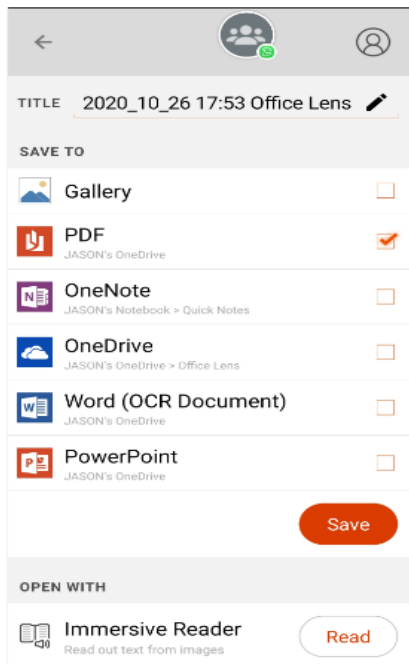 TITLE 2020_10_26 17:53 Office Lens
SAVE TO
Gallery
PDF
JASON's OneDrive
OneNote
JASON's Notebook > Quick Notes
OneDrive
JASON's OneDrive > Office Lens
Word (OCR Document)
JASON's OneDrive
PowerPoint
JASON's OneDrive
Save
OPEN WITH
Immersive Reader
Read out text from images
Read